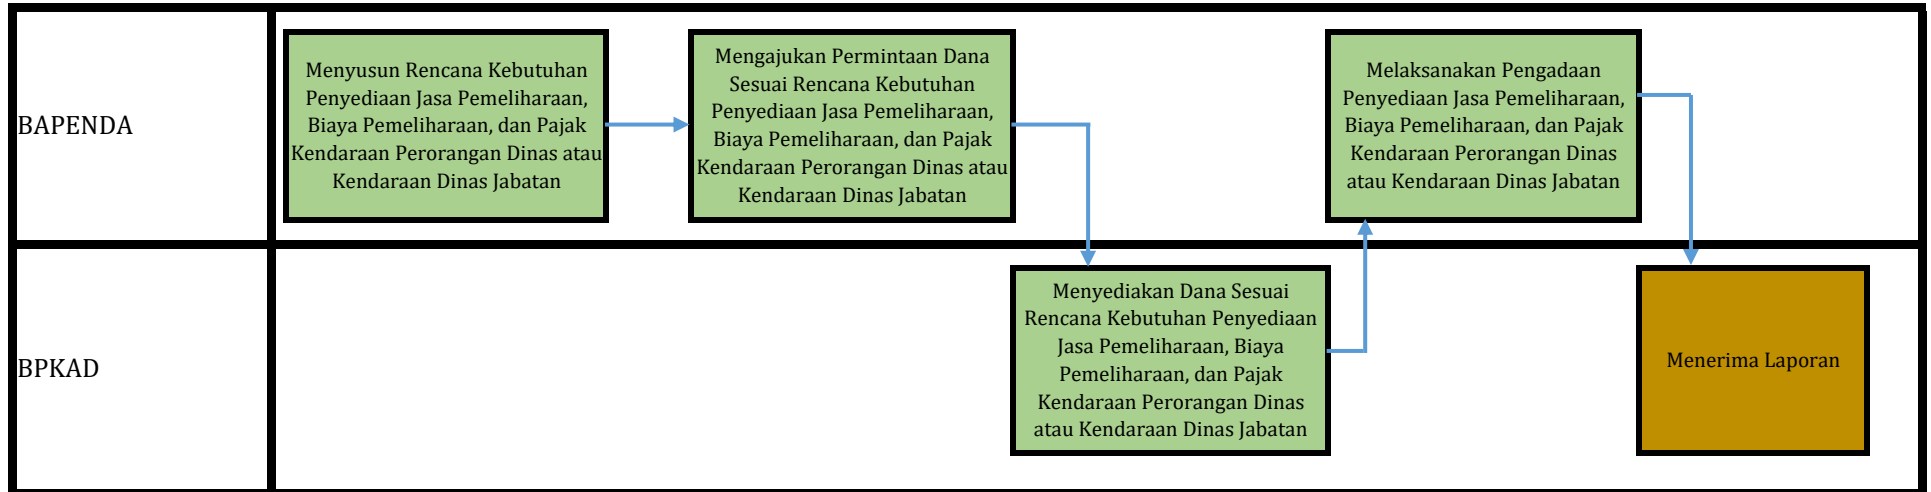 BAPENDA
Menyusun Rencana Kebutuhan
Penyediaan Jasa Pemeliharaan,
Biaya Pemeliharaan, dan Pajak
Kendaraan Perorangan Dinas atau
Kendaraan Dinas Jabatan
Mengajukan Permintaan Dana
Sesuai Rencana Kebutuhan
Penyediaan Jasa Pemeliharaan,
Biaya Pemeliharaan, dan Pajak
Kendaraan Perorangan Dinas atau
Kendaraan Dinas Jabatan
Melaksanakan Pengadaan
Penyediaan Jasa Pemeliharaan,
Biaya Pemeliharaan, dan Pajak
Kendaraan Perorangan Dinas
atau Kendaraan Dinas Jabatan
BPKAD
Menyediakan Dana Sesuai
Rencana Kebutuhan Penyediaan
Jasa Pemeliharaan, Biaya
Pemeliharaan, dan Pajak
Kendaraan Perorangan Dinas
atau Kendaraan Dinas Jabatan
Menerima Laporan